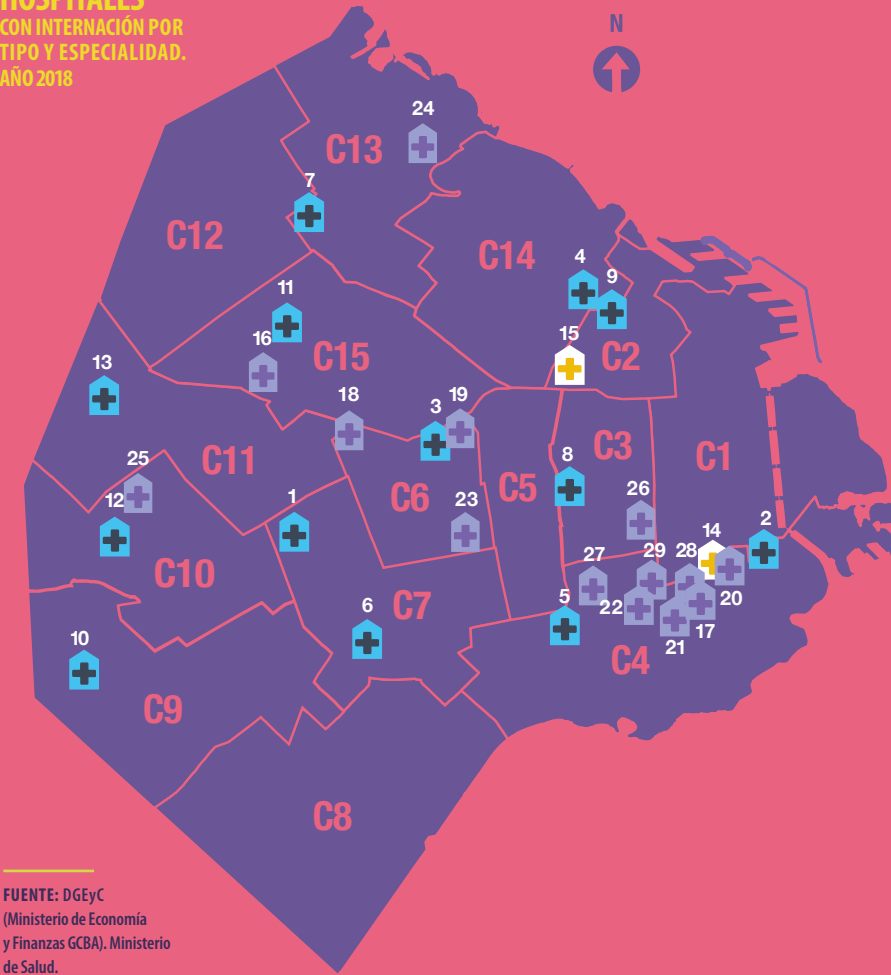 HOSPITALES
CON INTERNACIÓN POR
TIPO Y ESPECIALIDAD.
AÑO 2018
N
24
C13
7
C12
C14
4
9
11
15
16
C15
C2
13
18
3
19
C11
C3
C1
8
25
C6
C5
12
1
26
23
14
2
C10
27
29
28
C7
6
22
20
5
17
10
21
C4
C9
C8
FUENTE: DGEyC
(Ministerio de Economía
y Finanzas GCBA). Ministerio
de Salud.